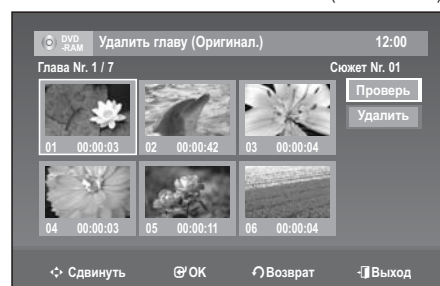 DVD-RAM Удалить главу (Оригинал.) 12:00
Глава Nr. 1 / 7 Сюжет Nr. 01
Проверь
Удалить
01 00:00:03 02 00:00:42 03 00:00:04
04 00:00:03 05 00:00:11 06 00:00:04
Сдвинуть OK Возврат Выход